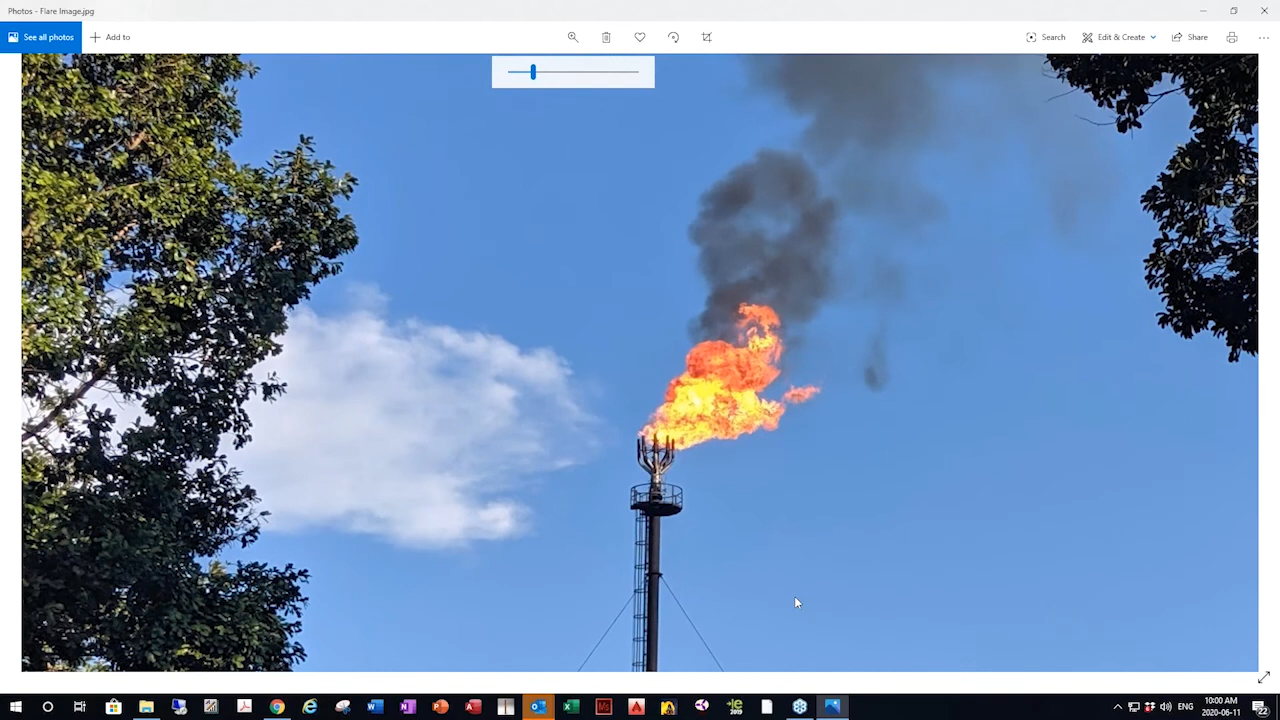 Photos - Flare Image.jpg
See all photos
Add to
Search
Edit & Create
Share
ENG
10:00 AM
2020-06-11
22